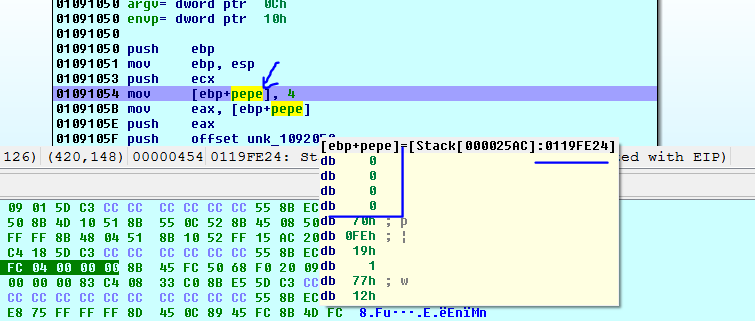 01091050 argv= dword ptr  0Ch
01091050 envp= dword ptr  10h
01091050
01091050 push    ebp
01091051 mov     ebp, esp
01091053 push    ecx
01091054 mov     [ebp+pepe], 4
0109105B mov     eax, [ebp+pepe]
0109105E push    eax
0109105F push    offset
[ebp+pepe]=[Stack[000025AC]:0119FE24]
db    0
db    0
db    0
db    0
db  70h ; p
db 0FEh ; ¦
db  19h
db    1
db  77h ; w
db  12h
126) (420,148) 00000454 0119FE24: St ed with EIP)
09 01 5D C3 CC CC CC CC CC CC CC 55 8B EC
50 8B 4D 10 51 8B 55 0C 52 8B 45 08 50
FF FF 8B 48 04 51 8B 10 52 FF 15 AC 20
C4 18 5D C3 CC CC CC CC CC CC CC 55 8B EC
FC 04 00 00 00 8B 45 FC 50 68 F0 20 09
00 00 00 83 C4 08 33 C0 8B E5 5D C3 CC
CC CC CC CC CC CC CC CC CC CC 55 8B EC
E8 75 FF FF FF 8D 45 0C 89 45 FC 8B 4D FC